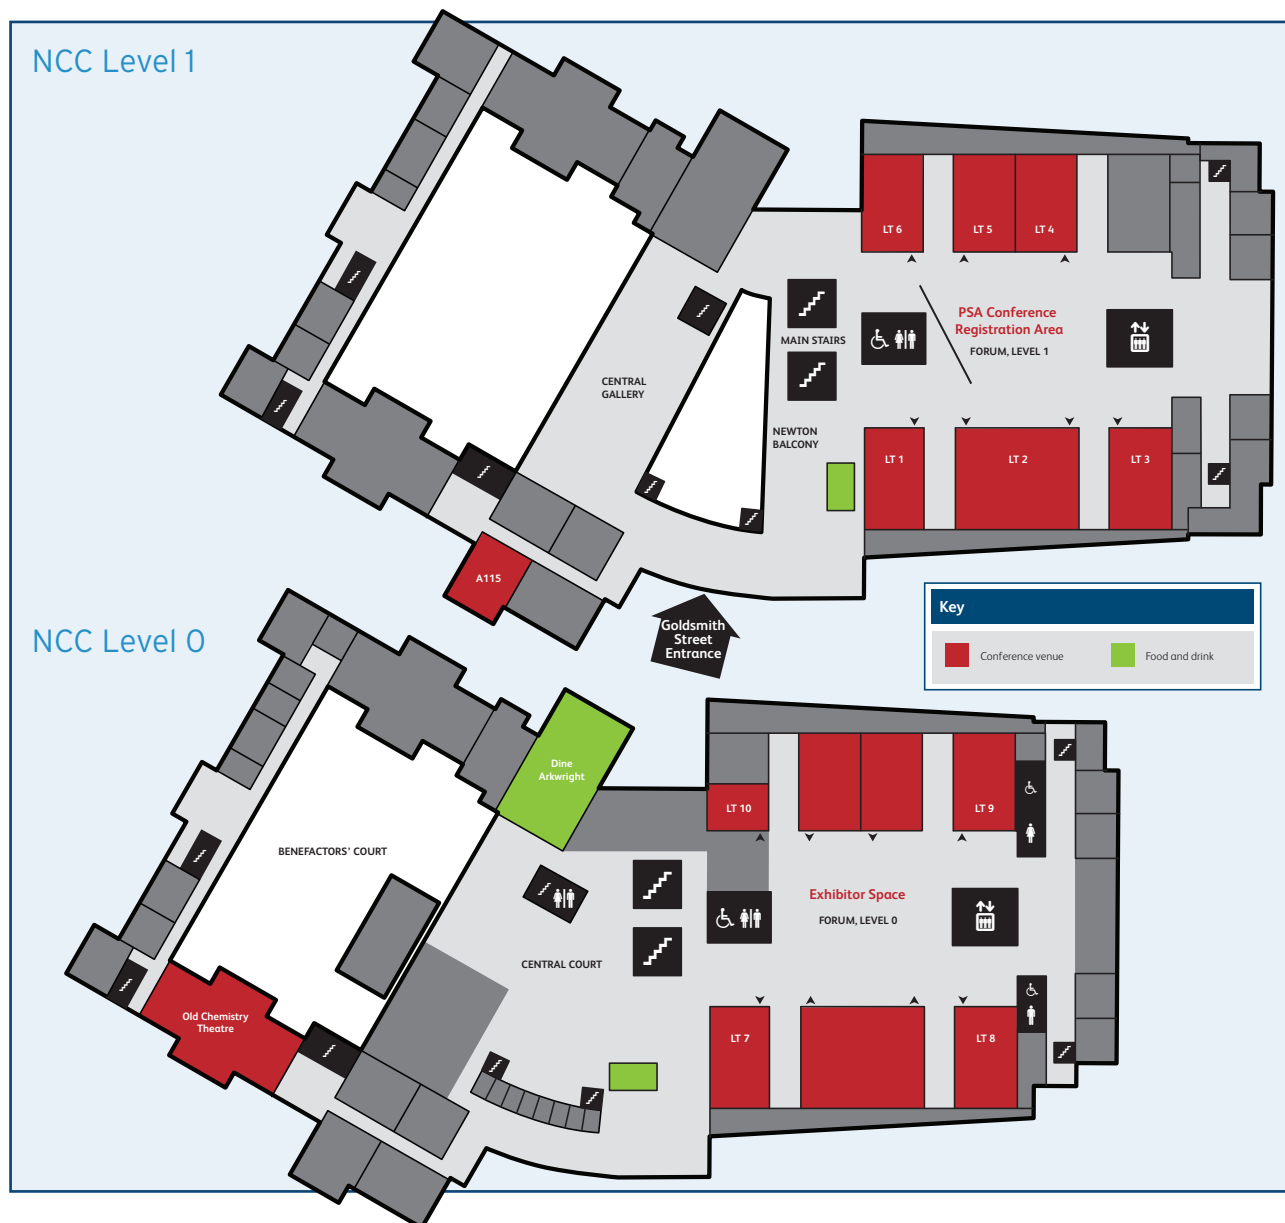 NCC Level 1
LT 6
LT 5
LT 4
PSA Conference
Registration Area
FORUM, LEVEL 1
MAIN STAIRS
CENTRAL
GALLERY
NEWTON
BALCONY
LT 1
LT 2
LT 3
A115
Goldsmith
Street
Entrance
Key
Conference venue
Food and drink
NCC Level 0
Dine
Arkwright
LT 10
LT 9
BENEFACTORS' COURT
Exhibitor Space
FORUM, LEVEL 0
CENTRAL COURT
Old Chemistry
Theatre
LT 7
LT 8